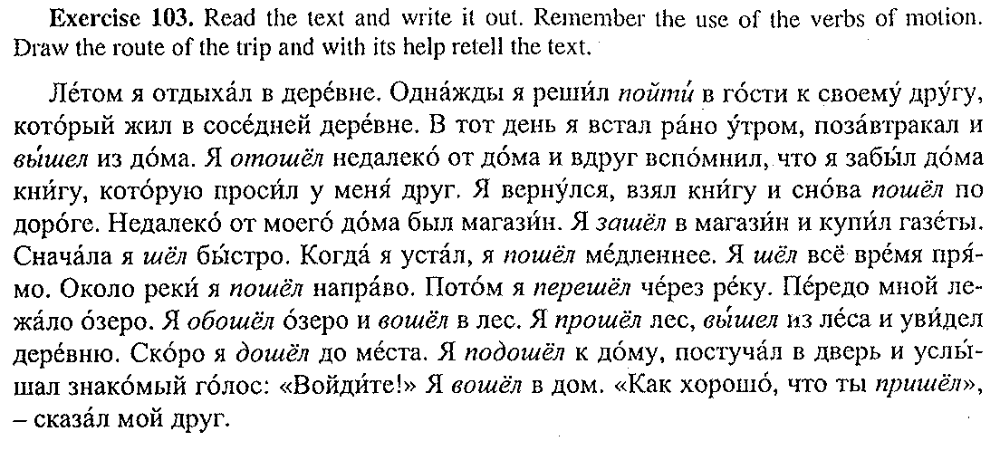 Exercise 103. Read the text and write it out. Remember the use of the verbs of motion.
Draw the route of the trip and with its help retell the text.
Ле́том я отдыха́л в дере́вне. Одна́жды я реши́л пойти́ в го́сти к своему́ дру́гу,
кото́рый жил в сосе́дней дере́вне. В тот день я встал ра́но у́тром, поза́втракал и
вы́шел из до́ма. Я отошёл недалеко́ от до́ма и вдруг вспо́мнил, что я забы́л до́ма
кни́гу, кото́рую проси́л у меня́ друг. Я верну́лся, взял кни́гу и сно́ва пошёл по
доро́ге. Недалеко́ от моего́ до́ма был магази́н. Я зашёл в магази́н и купи́л газе́ты.
Снача́ла я шёл бы́стро. Когда́ я уста́л, я пошёл ме́дленнее. Я шёл всё вре́мя пря́-
мо. Около реки́ я пошёл напра́во. Пото́м я перешёл че́рез ре́ку. Пе́редо мной ле-
жа́ло о́зеро. Я обошёл о́зеро и вошёл в лес. Я прошёл лес, вы́шел из ле́са и уви́дел
дере́вню. Ско́ро я дошёл до ме́ста. Я подошёл к до́му, постуча́л в дверь и услы́-
шал знако́мый го́лос: «Войди́те!» Я вошёл в дом. «Как хорошо́, что ты пришёл»,
– сказа́л мой друг.